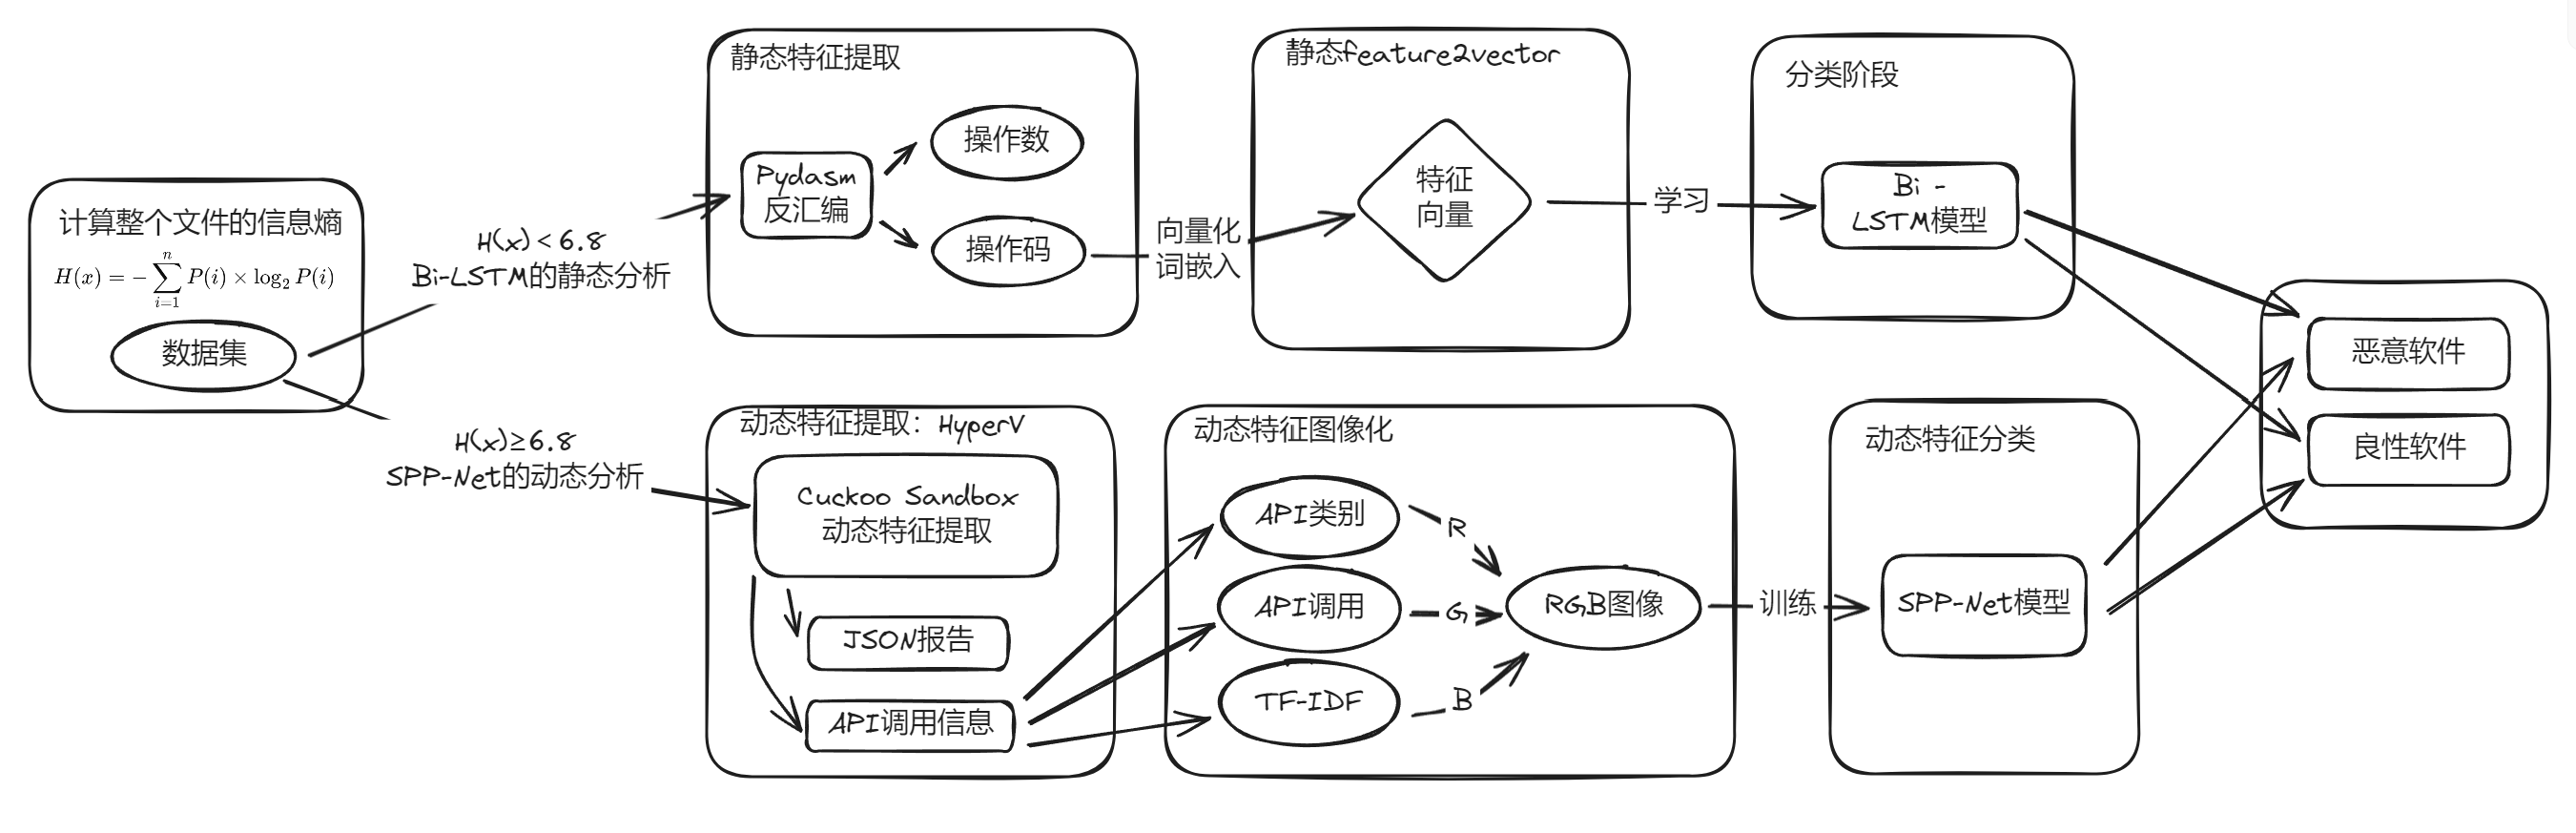 计算整个文件的信息熵
H(x) = - \sum_{i=1}^{n} P(i) × log₂ P(i)
数据集
H(x) < 6.8
Bi-LSTM的静态分析
H(x)≥6.8
SPP-Net的动态分析
静态特征提取
Pydasm
反汇编
操作数
操作码
向量化
词嵌入
静态feature2vector
特征
向量
学习
分类阶段
Bi -
LSTM模型
动态特征提取：HyperV
Cuckoo Sandbox
动态特征提取
JSON报告
API调用信息
动态特征图像化
API类别
R
API调用
G
TF-IDF
B
RGB图像
训练
动态特征分类
SPP-Net模型
恶意软件
良性软件